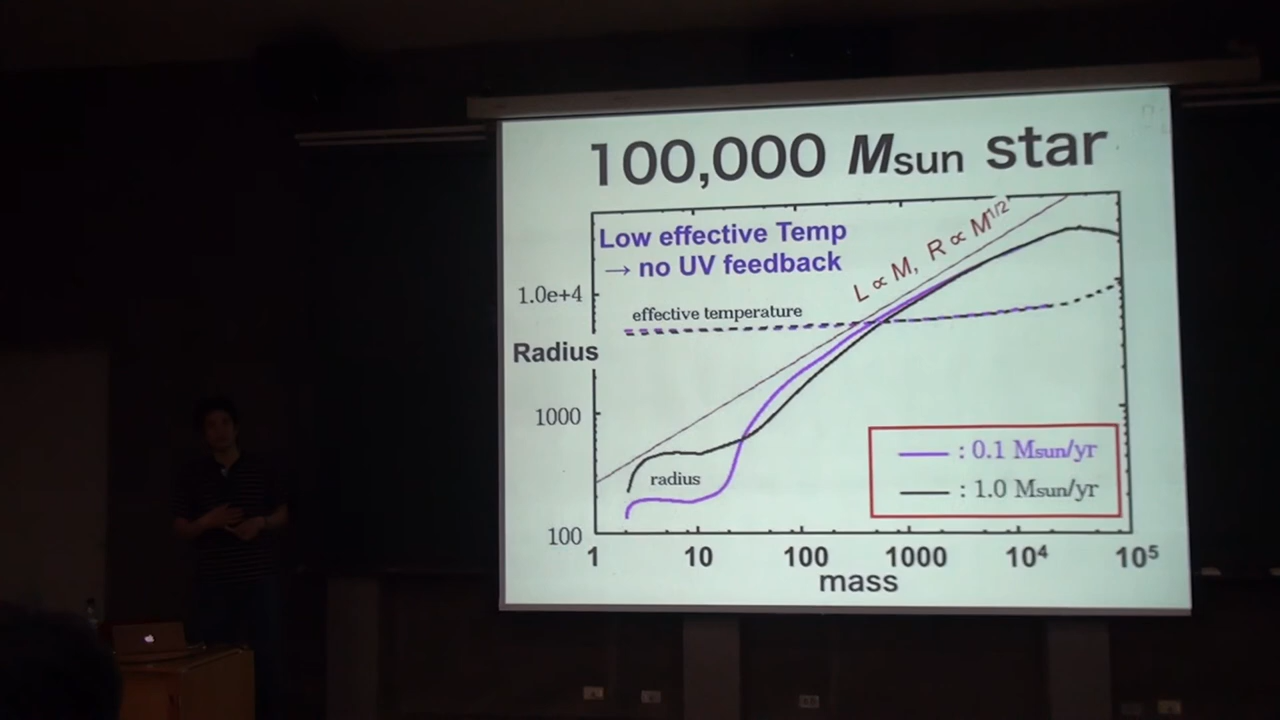 100,000 Msun star
Low effective Temp
→ no UV feedback
L ∝ M, R ∝ M1/2
1.0e+4
effective temperature
Radius
1000
radius
: 0.1 Msun/yr
: 1.0 Msun/yr
100
1 10 100 1000 10⁴ 10⁵
mass